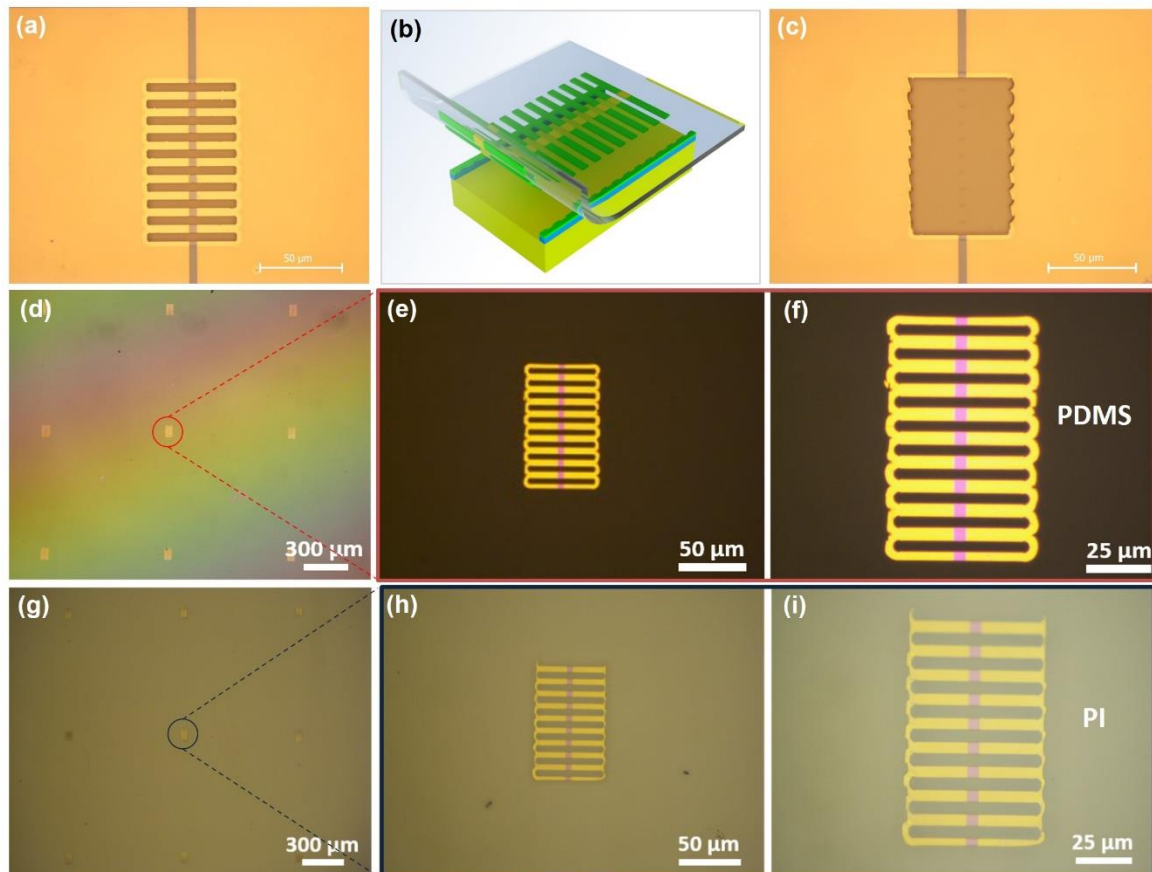 (a)
(b)
(c)
50 µm
50 µm
(d)
(e)
(f)
PDMS
300 µm
50 µm
25 µm
(g)
(h)
(i)
PI
300 µm
50 µm
25 µm